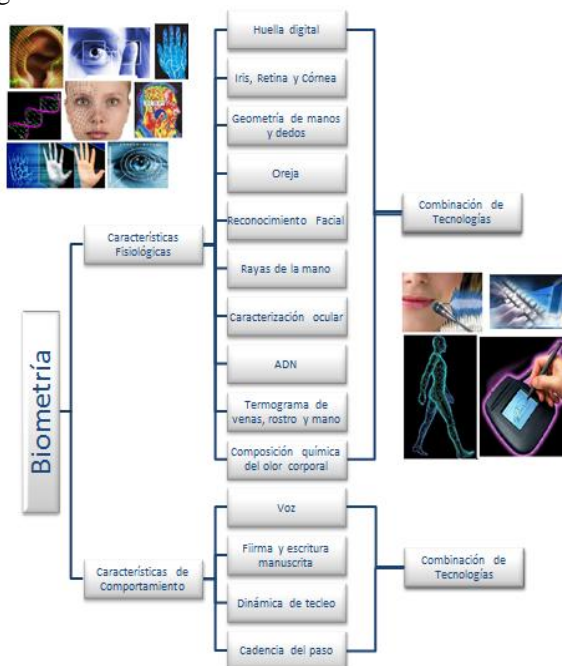 Biometría
Características
Fisiológicas
Huella digital
Iris, Retina y Córnea
Geometría de manos
y dedos
Oreja
Reconocimiento Facial
Rayas de la mano
Caracterización ocular
ADN
Termograma de
venas, rostro y mano
Composición química
del olor corporal
Combinación de
Tecnologías
Características de
Comportamiento
Voz
Fiirma y escritura
manuscrita
Dinámica de tecleo
Cadencia del paso
Combinación de
Tecnologías